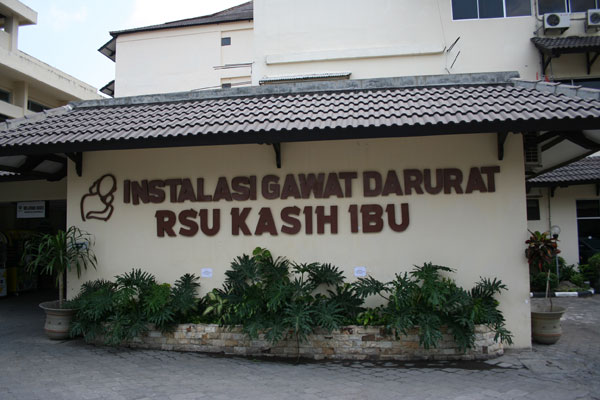 INSTALASI GAWAT DARURAT
RSU KASIH IBU